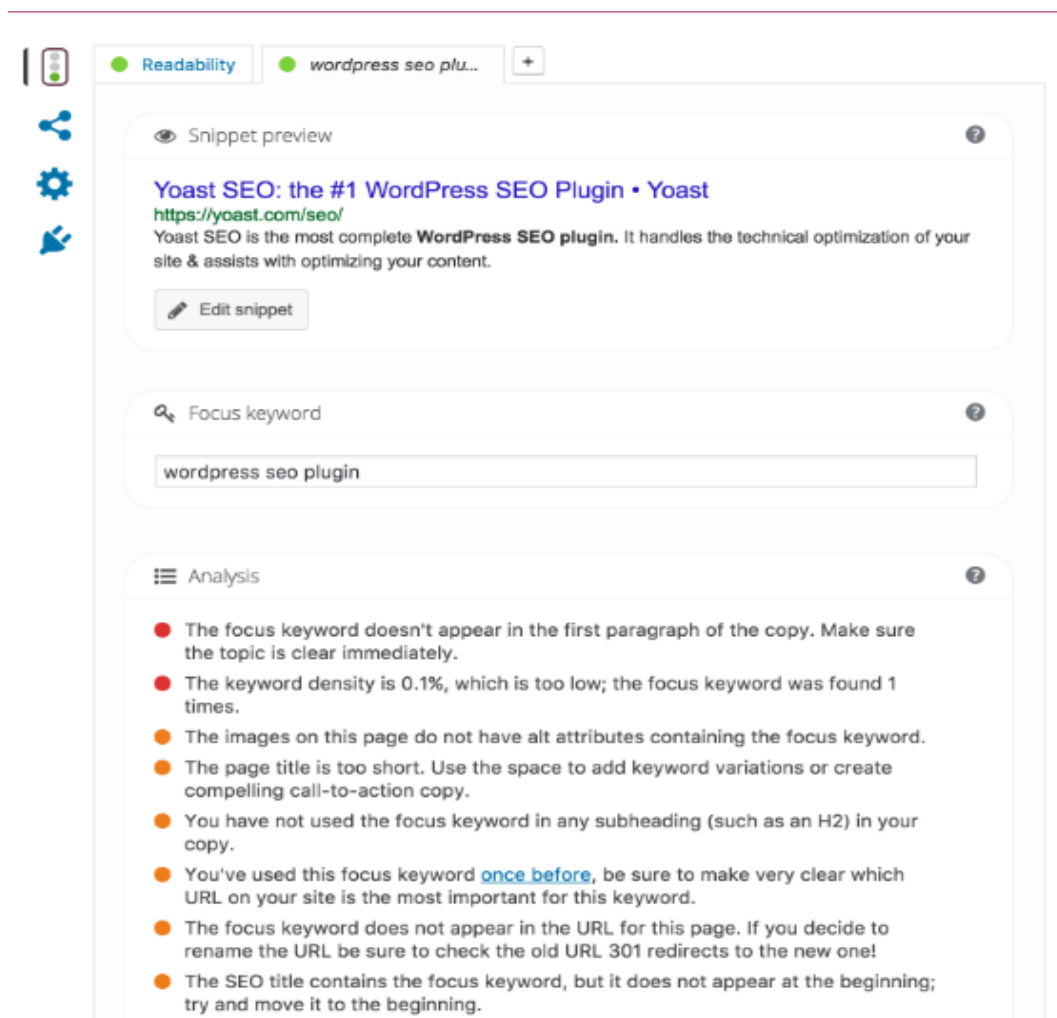 Readability
wordpress seo plu...
+
Snippet preview
Yoast SEO: the #1 WordPress SEO Plugin • Yoast
https://yoast.com/seo/
Yoast SEO is the most complete WordPress SEO plugin. It handles the technical optimization of your
site & assists with optimizing your content.
Edit snippet
Focus keyword
wordpress seo plugin
Analysis
The focus keyword doesn't appear in the first paragraph of the copy. Make sure
the topic is clear immediately.
The keyword density is 0.1%, which is too low; the focus keyword was found 1
times.
The images on this page do not have alt attributes containing the focus keyword.
The page title is too short. Use the space to add keyword variations or create
compelling call-to-action copy.
You have not used the focus keyword in any subheading (such as an H2) in your
copy.
You've used this focus keyword once before, be sure to make very clear which
URL on your site is the most important for this keyword.
The focus keyword does not appear in the URL for this page. If you decide to
rename the URL be sure to check the old URL 301 redirects to the new one!
The SEO title contains the focus keyword, but it does not appear at the beginning;
try and move it to the beginning.